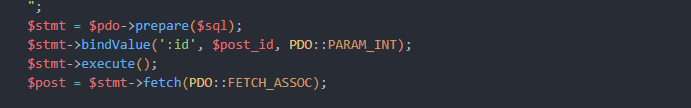 ";
$stmt = $pdo->prepare($sql);
$stmt->bindValue(':id', $post_id, PDO::PARAM_INT);
$stmt->execute();
$post = $stmt->fetch(PDO::FETCH_ASSOC);